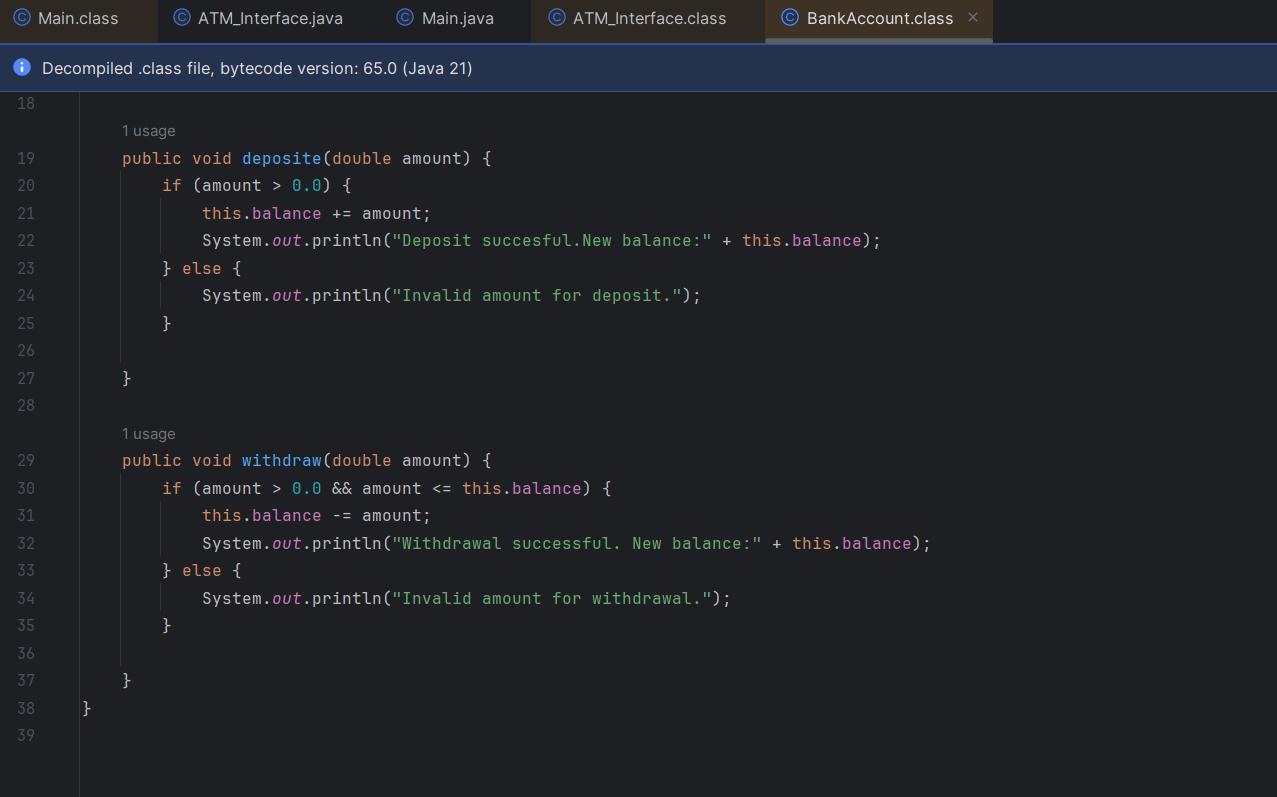 Main.class ATM_Interface.java Main.java ATM_Interface.class BankAccount.class
Decompiled .class file, bytecode version: 65.0 (Java 21)
18
1 usage
19 public void deposite(double amount) {
20 if (amount > 0.0) {
21 this.balance += amount;
22 System.out.println("Deposit succesful.New balance:" + this.balance);
23 } else {
24 System.out.println("Invalid amount for deposit.");
25 }
26
27 }
28
1 usage
29 public void withdraw(double amount) {
30 if (amount > 0.0 && amount <= this.balance) {
31 this.balance -= amount;
32 System.out.println("Withdrawal successful. New balance:" + this.balance);
33 } else {
34 System.out.println("Invalid amount for withdrawal.");
35 }
36
37 }
38 }
39